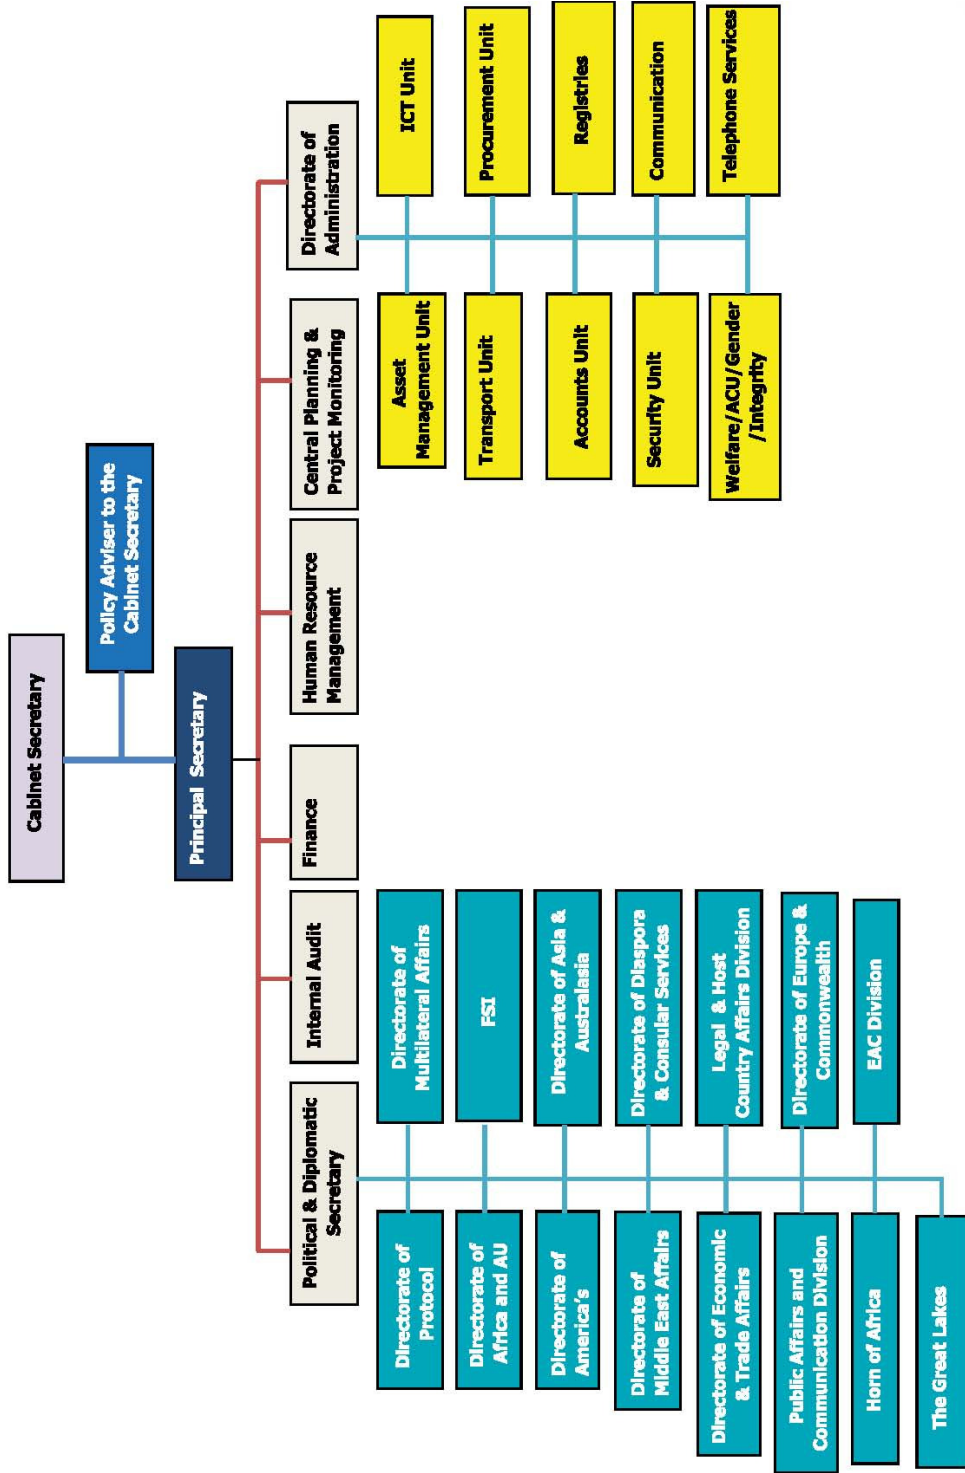 Cabinet Secretary
Policy Adviser to the
Cabinet Secretary
Principal Secretary
Political & Diplomatic
Secretary
Internal Audit
Finance
Human Resource
Management
Central Planning &
Project Monitoring
Directorate of
Administration
Directorate of
Protocol
Directorate of
Multilateral Affairs
Directorate of
Africa and AU
FSI
Directorate of
America's
Directorate of Asia &
Australasia
Directorate of
Middle East Affairs
Directorate of Diaspora
& Consular Services
Directorate of Economic
& Trade Affairs
Legal & Host
Country Affairs Division
Public Affairs and
Communication Division
Directorate of Europe &
Commonwealth
Horn of Africa
EAC Division
The Great Lakes
Asset
Management Unit
ICT Unit
Transport Unit
Procurement Unit
Accounts Unit
Registries
Security Unit
Communication
Welfare/ACU/Gender
/Integrity
Telephone Services